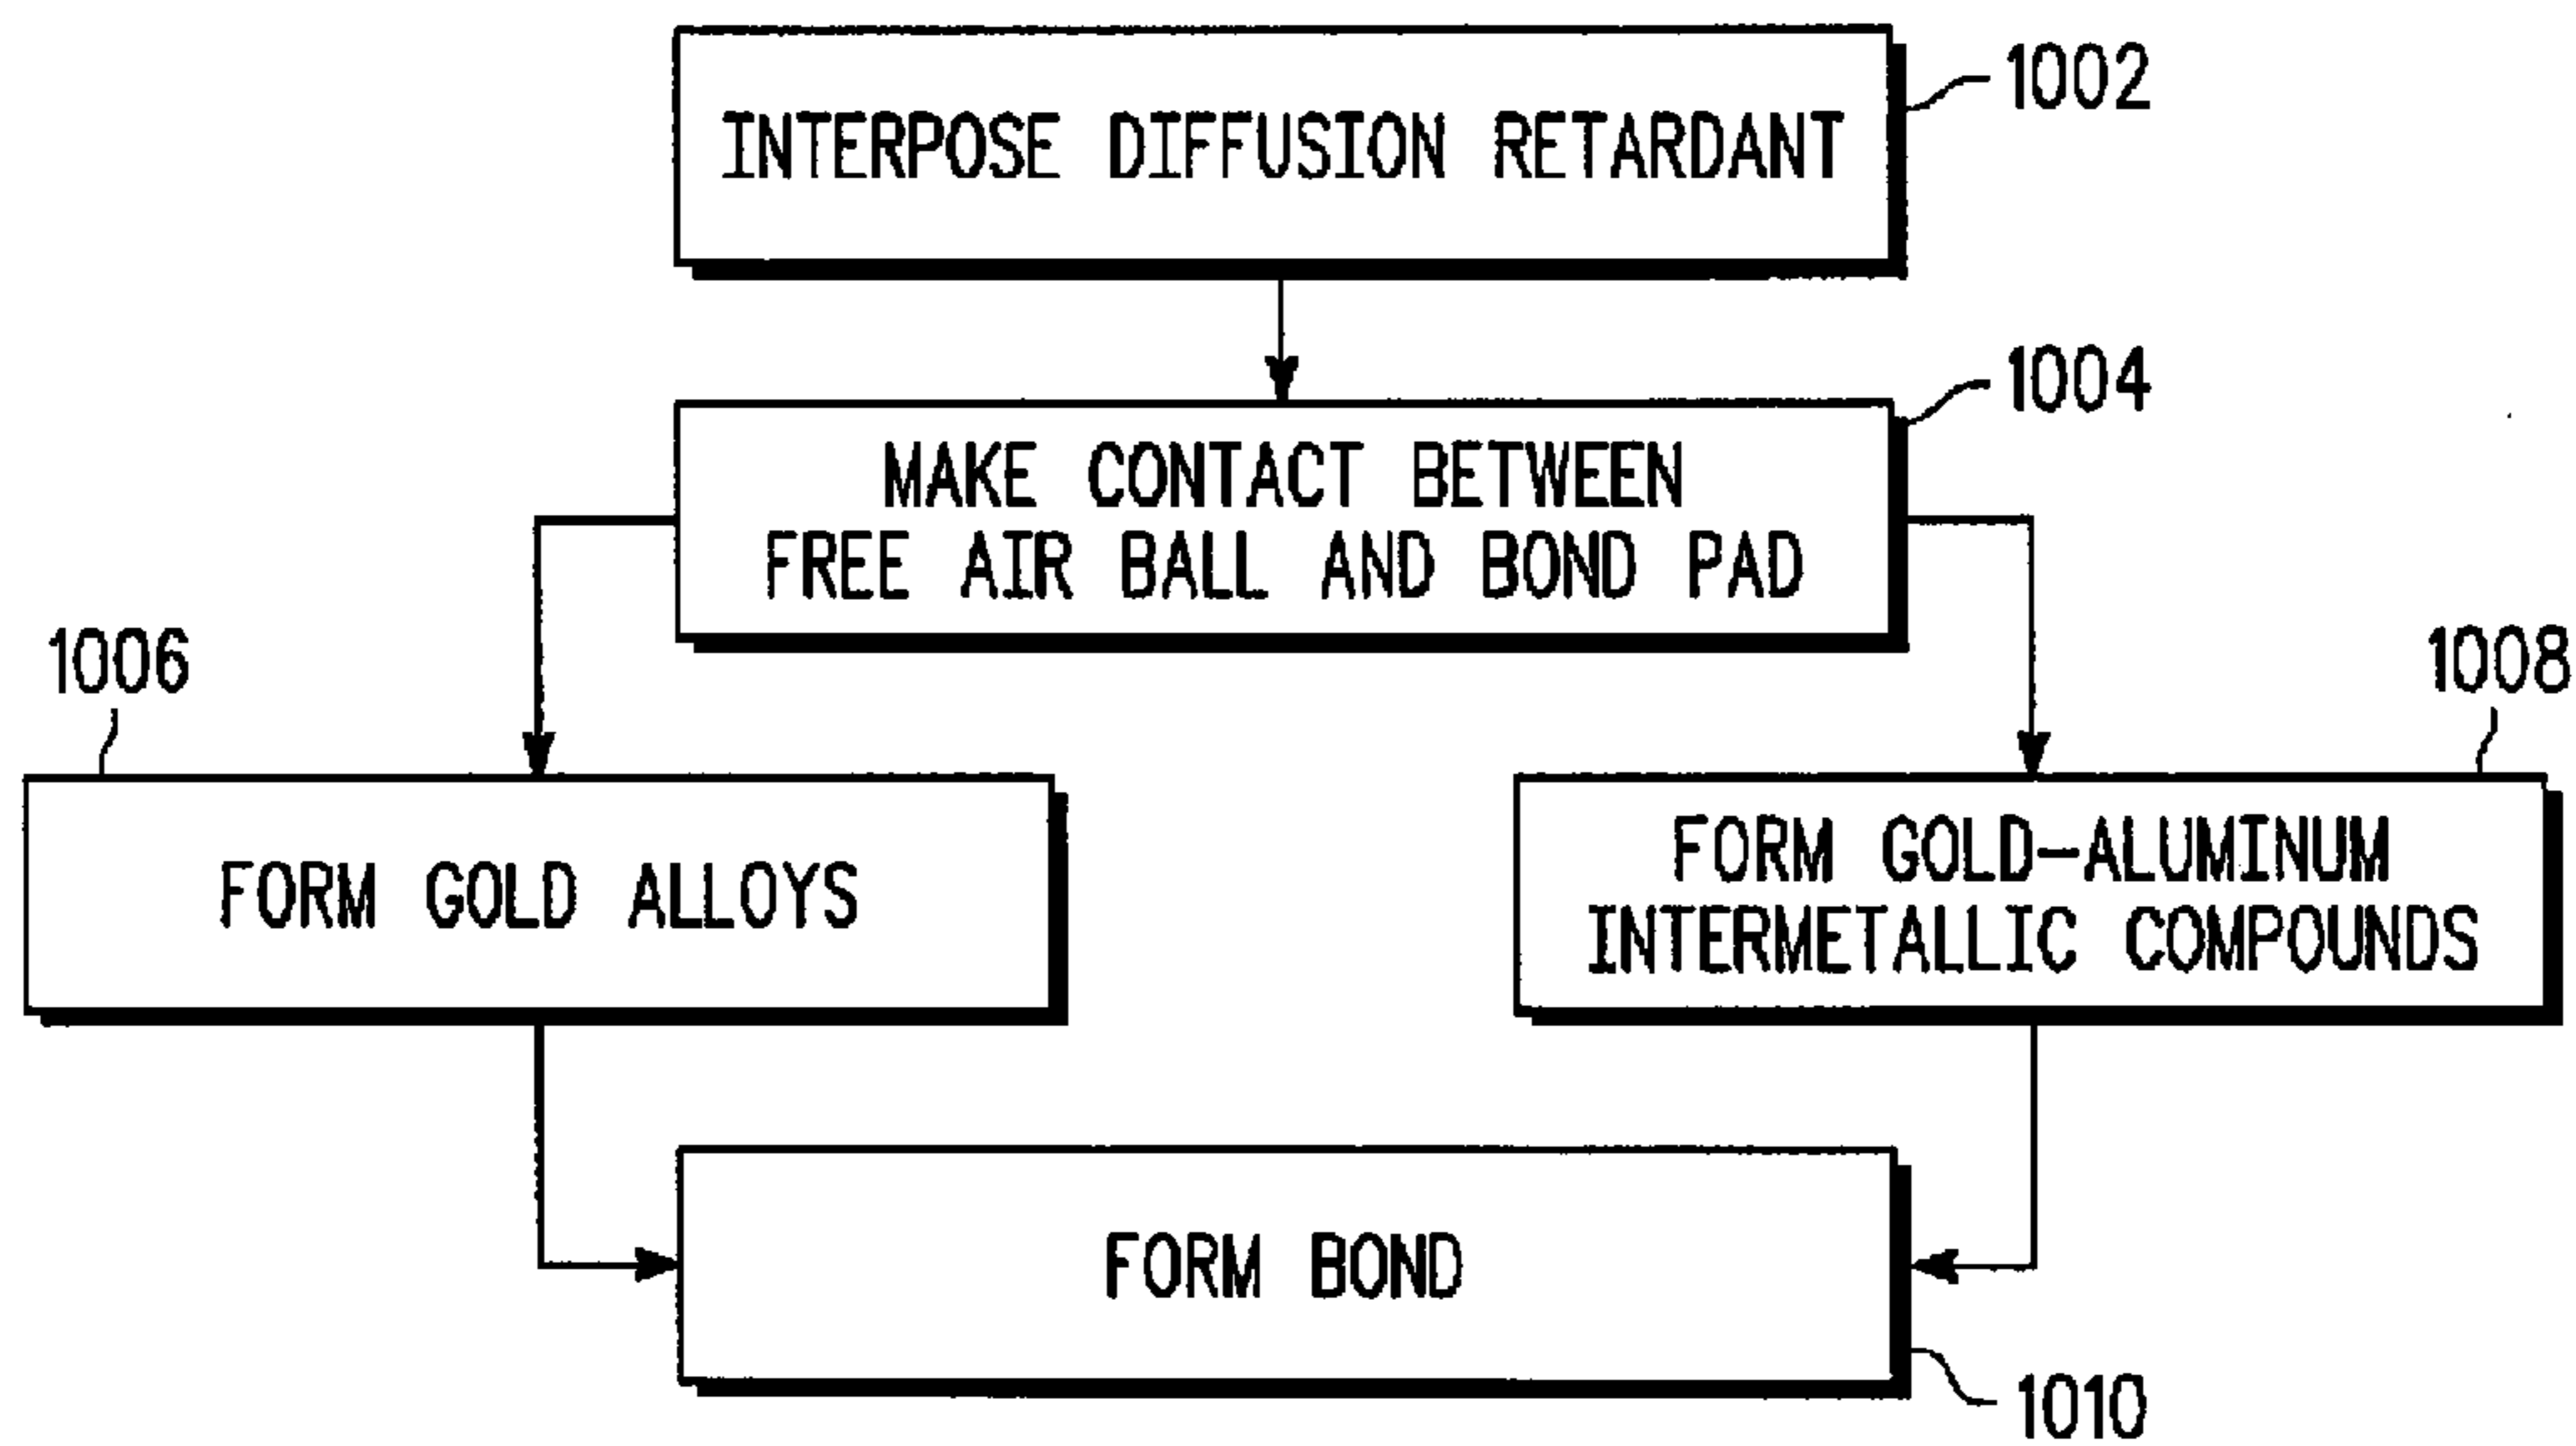 INTERPOSE DIFFUSION RETARDANT
1002
MAKE CONTACT BETWEEN
FREE AIR BALL AND BOND PAD
1004
1006
FORM GOLD ALLOYS
1008
FORM GOLD-ALUMINUM
INTERMETALLIC COMPOUNDS
FORM BOND
1010